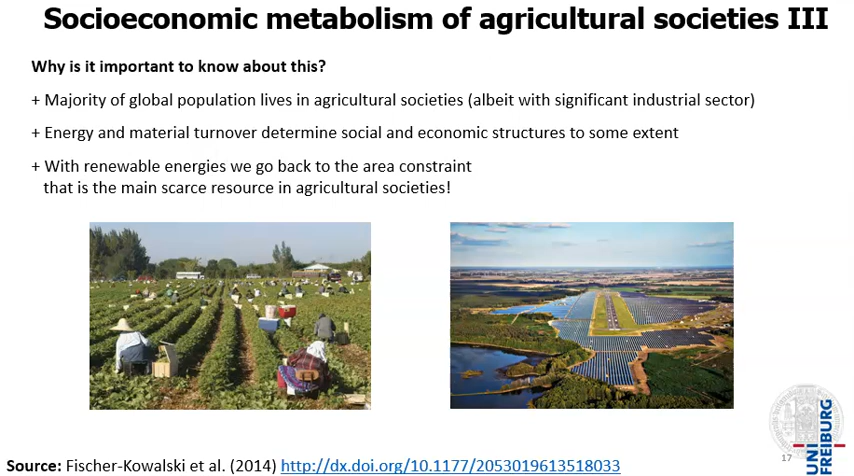 Socioeconomic metabolism of agricultural societies III
Why is it important to know about this?
+ Majority of global population lives in agricultural societies (albeit with significant industrial sector)
+ Energy and material turnover determine social and economic structures to some extent
+ With renewable energies we go back to the area constraint
that is the main scarce resource in agricultural societies!
Source: Fischer-Kowalski et al. (2014) http://dx.doi.org/10.1177/2053019613518033
17
UNI
FREIBURG